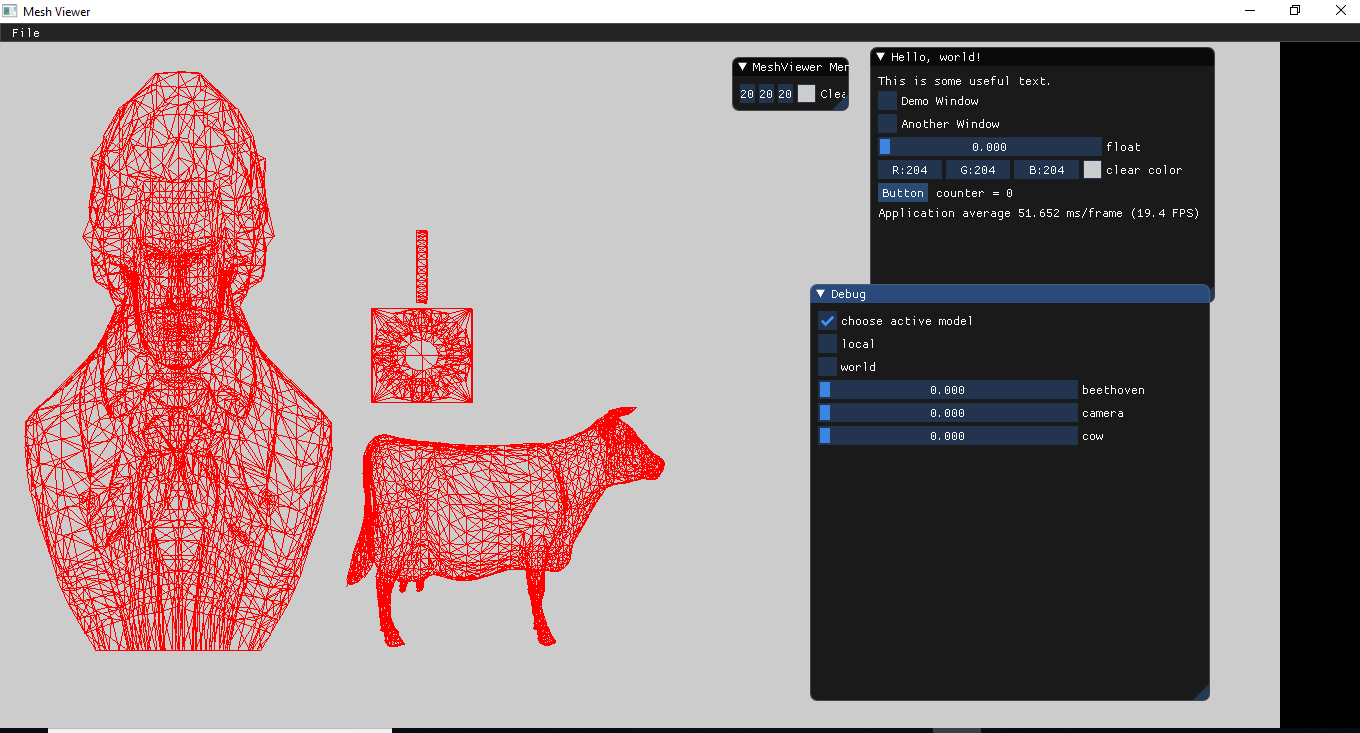 Mesh Viewer
File
MeshViewer
20 20 20
Hello, world!
This is some useful text.
Demo Window
Another Window
0.000 float
R:204 G:204 B:204 clear color
Button counter = 0
Application average 51.652 ms/frame (19.4 FPS)
Debug
choose active model
local
world
0.000 beethoven
0.000 camera
0.000 cow